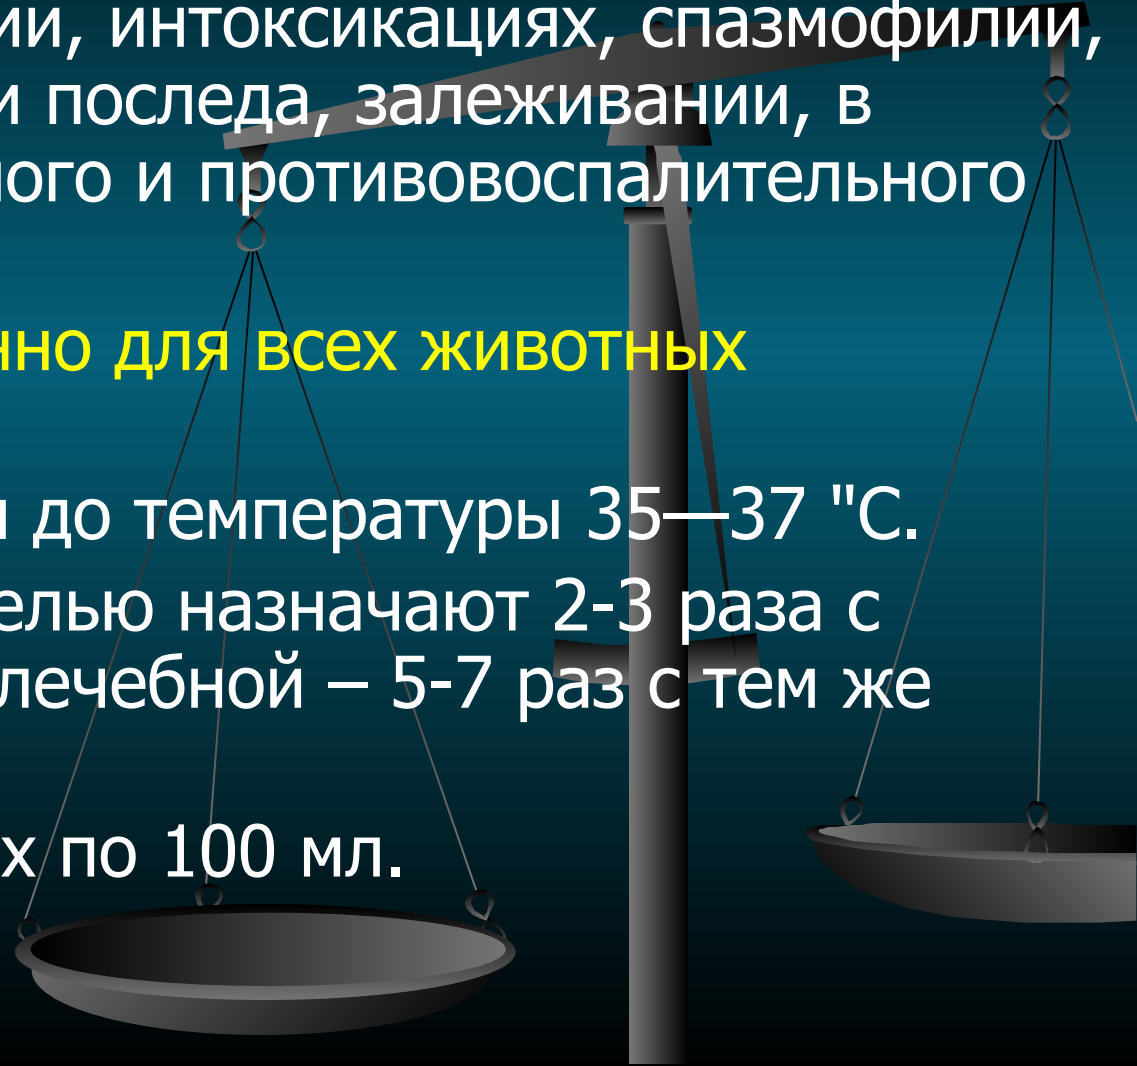 ии, интоксикациях, спазмофилии,
и последа, залеживании, в
ного и противовоспалительного
нно для всех животных
и до температуры 35—37 "С.
елью назначают 2-3 раза с
лечебной – 5-7 раз с тем же
х по 100 мл.